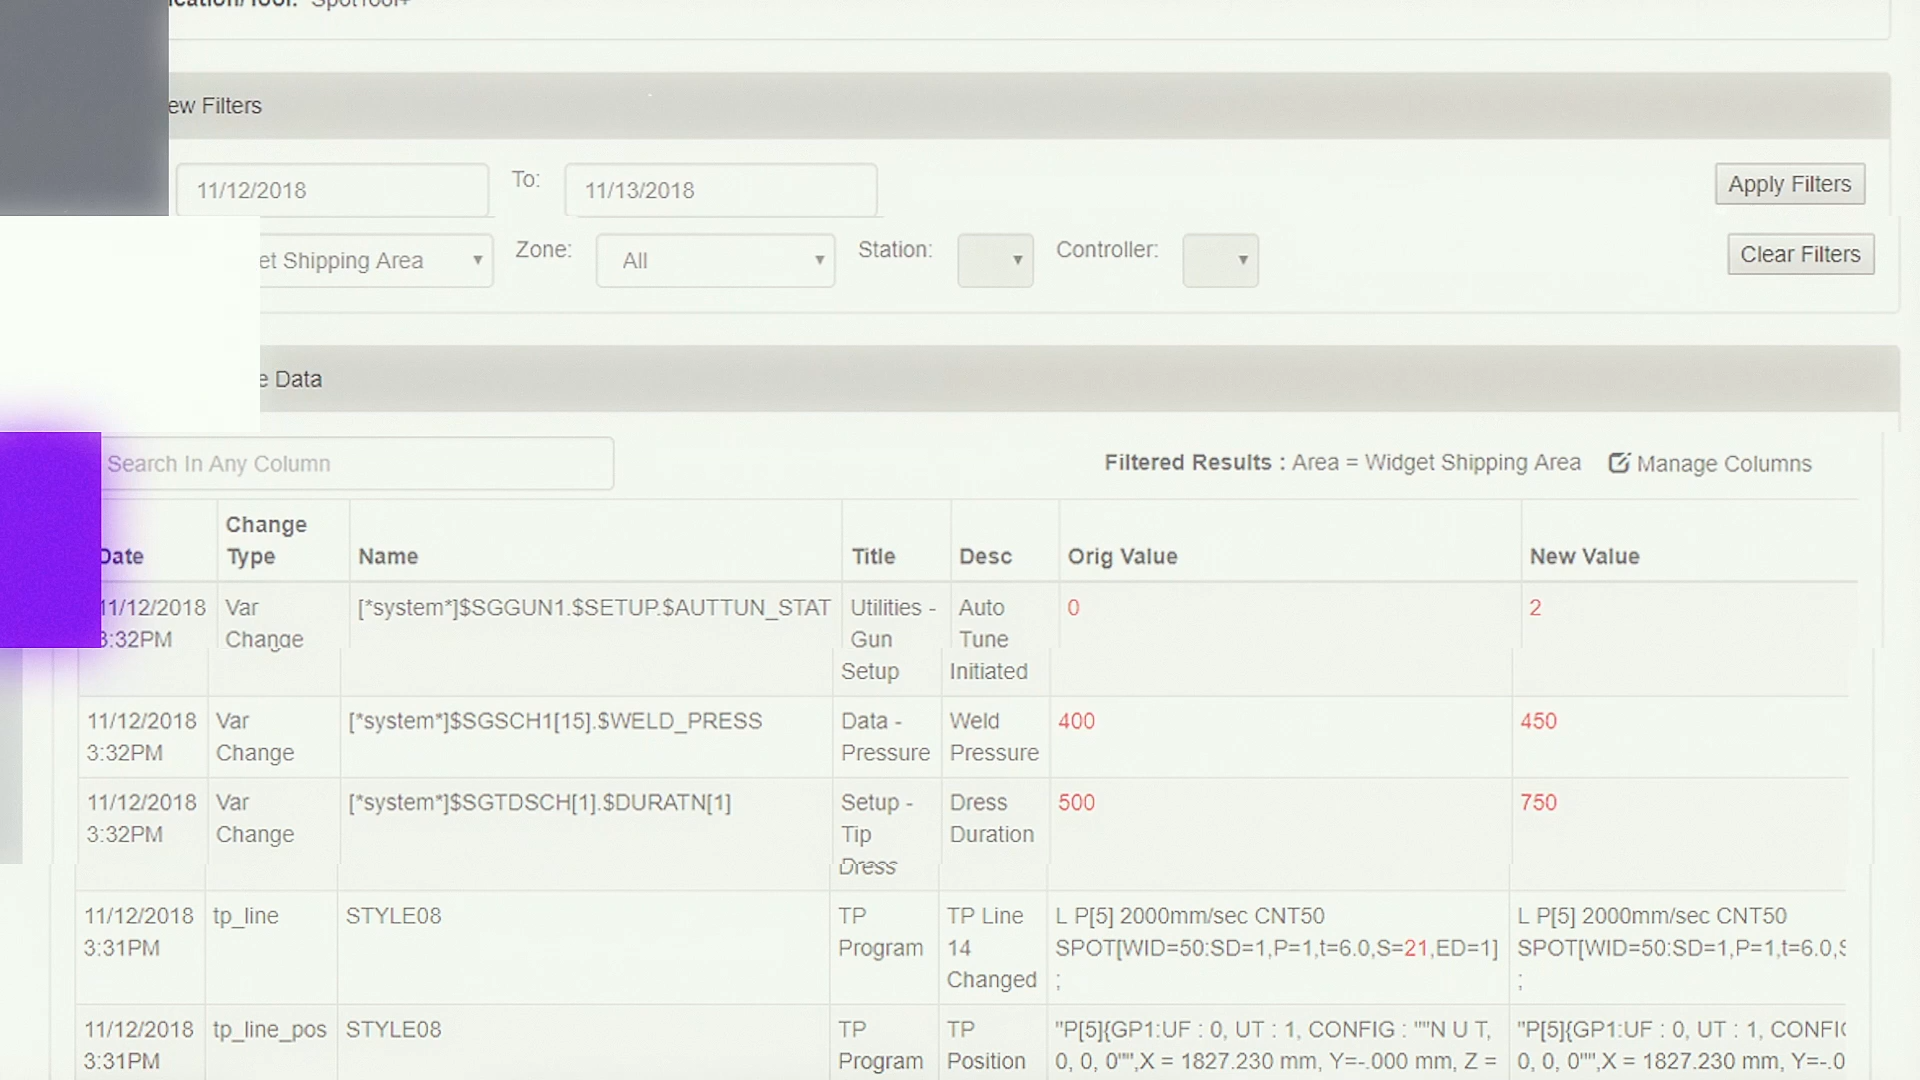 SpotTool+
ew Filters
11/12/2018 To: 11/13/2018 Apply Filters
et Shipping Area Zone: All Station: Controller: Clear Filters
e Data
Search In Any Column Filtered Results : Area = Widget Shipping Area Manage Columns
Change
Date Type Name Title Desc Orig Value New Value
11/12/2018 Var [*system*]$SGGUN1.$SETUP.$AUTTUN_STAT Utilities - Auto 0 2
3:32PM Change Gun Tune
Setup Initiated
11/12/2018 Var [*system*]$SGSCH1[15].$WELD_PRESS Data - Weld 400 450
3:32PM Change Pressure Pressure
11/12/2018 Var [*system*]$SGTDSCH[1].$DURATN[1] Setup - Dress 500 750
3:32PM Change Tip Duration
Dress
11/12/2018 tp_line STYLE08 TP TP Line L P[5] 2000mm/sec CNT50 L P[5] 2000mm/sec CNT50
3:31PM Program 14 SPOT[WID=50:SD=1,P=1,t=6.0,S=21,ED=1] SPOT[WID=50:SD=1,P=1,t=6.0,S
Changed ; ;
11/12/2018 tp_line_pos STYLE08 TP TP "P[5]{GP1:UF : 0, UT : 1, CONFIG : ""N U T, "P[5]{GP1:UF : 0, UT : 1, CONFIG
3:31PM Program Position 0, 0, 0"",X = 1827.230 mm, Y=-.000 mm, Z = 0, 0, 0"",X = 1827.230 mm, Y=-.0